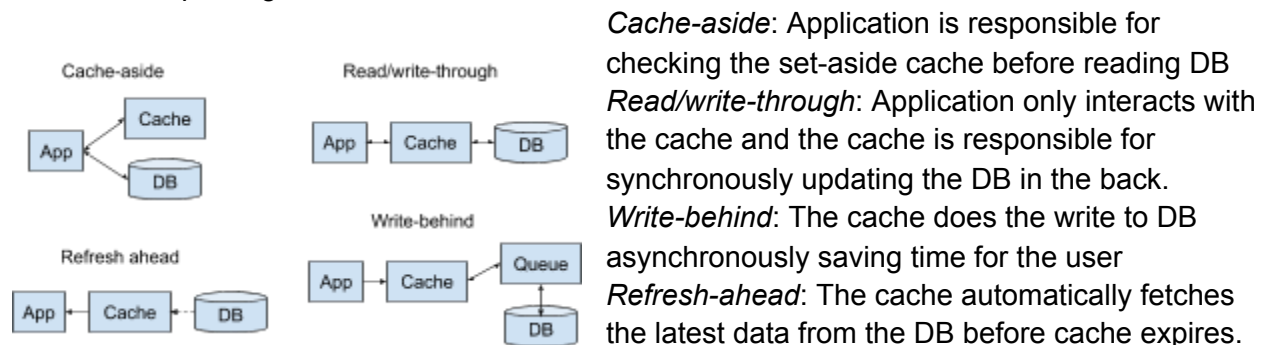 Cache-aside
Cache
App
DB
Read/write-through
App
Cache
DB
Refresh ahead
App
Cache
DB
Write-behind
App
Cache
Queue
DB
Cache-aside: Application is responsible for
checking the set-aside cache before reading DB
Read/write-through: Application only interacts with
the cache and the cache is responsible for
synchronously updating the DB in the back.
Write-behind: The cache does the write to DB
asynchronously saving time for the user
Refresh-ahead: The cache automatically fetches
the latest data from the DB before cache expires.